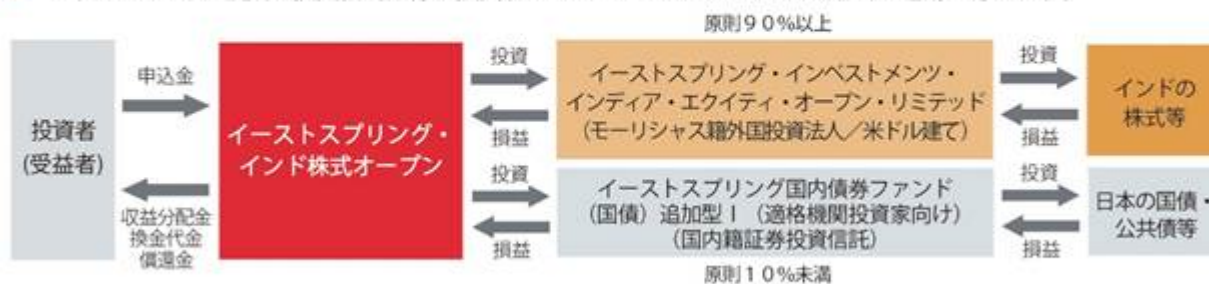 原則90%以上
投資者
(受益者)
申込金
収益分配金
換金代金
償還金
イーストスプリング・
インド株式オープン
投資
損益
投資
損益
イーストスプリング・インベストメンツ・
インディア・エクイティ・オープン・リミテッド
(モーリシャス籍外国投資法人/米ドル建て)
イーストスプリング国内債券ファンド
(国債)追加型I(適格機関投資家向け)
(国内籍証券投資信託)
原則10%未満
投資
損益
投資
損益
インドの
株式等
日本の国債・
公共債等